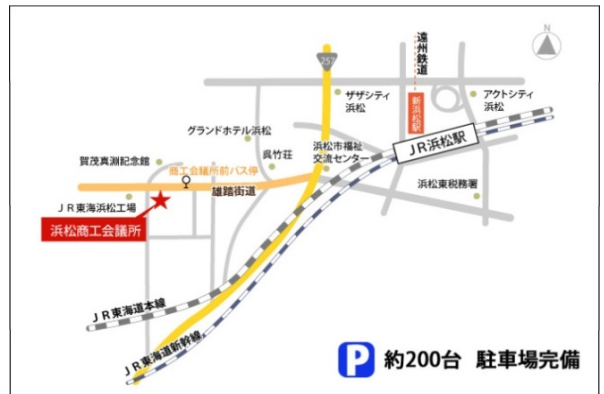 N
257
遠州鉄道
ザザシティ
浜松
新浜松駅
アクトシティ
浜松
グランドホテル浜松
JR浜松駅
呉竹荘
浜松市福祉
交流センター
賀茂真渕記念館
商工会議所前バス停
雄踏街道
浜松東税務署
JR東海浜松工場
浜松商工会議所
JR東海道本線
JR東海道新幹線
P 約200台 駐車場完備